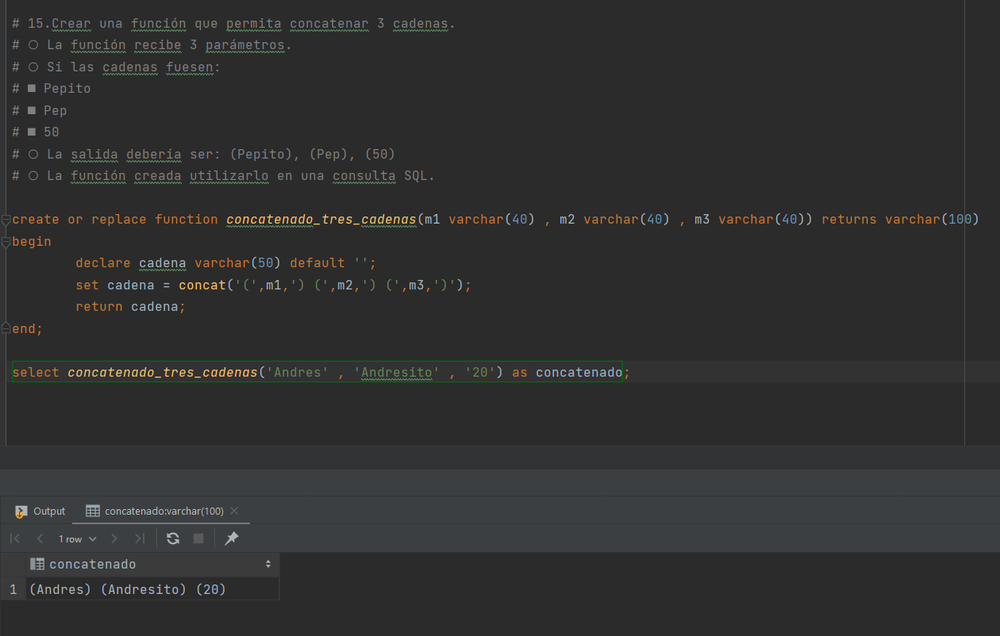 # 15.Crear una función que permita concatenar 3 cadenas.
# ○ La función recibe 3 parámetros.
# ○ Si las cadenas fuesen:
# ■ Pepito
# ■ Pep
# ■ 50
# ○ La salida debería ser: (Pepito), (Pep), (50)
# ○ La función creada utilizarlo en una consulta SQL.
create or replace function concatenado_tres_cadenas(m1 varchar(40) , m2 varchar(40) , m3 varchar(40)) returns varchar(100)
begin
declare cadena varchar(50) default '';
set cadena = concat('(',m1,') (',m2,') (',m3,')');
return cadena;
end;
select concatenado_tres_cadenas('Andres' , 'Andresito' , '20') as concatenado;
Output
concatenado:varchar(100)
1 row
concatenado
1 (Andres) (Andresito) (20)